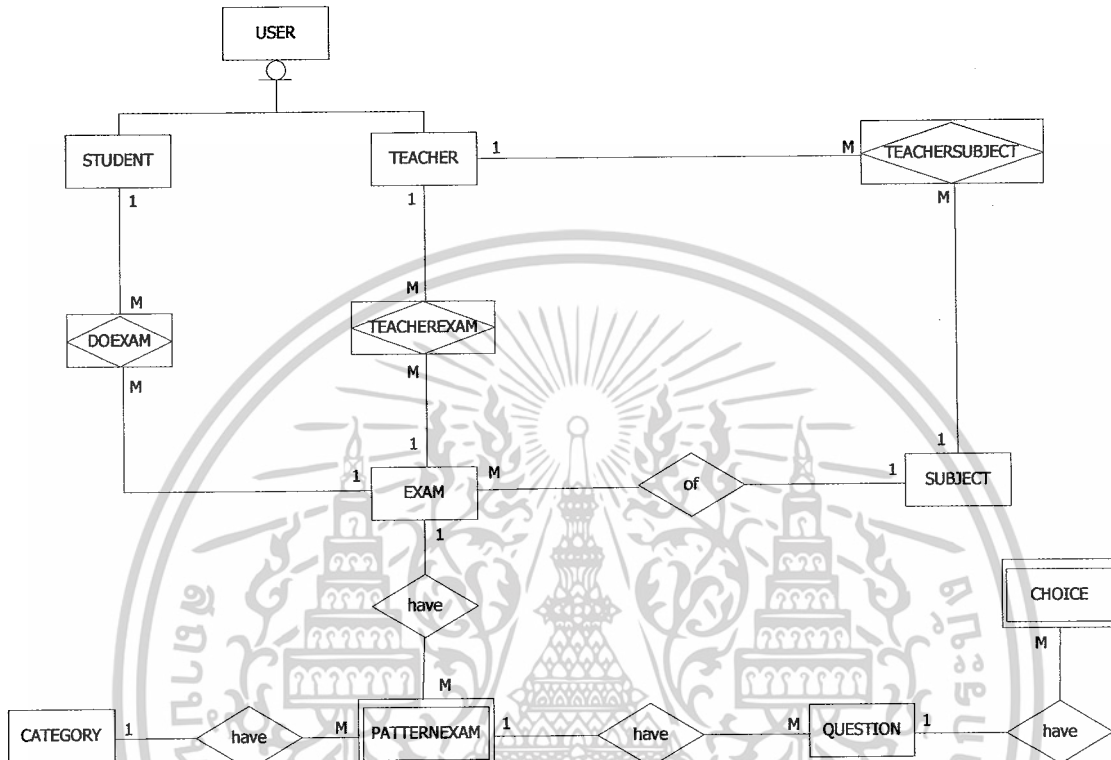 USER
STUDENT
TEACHER
1
M
TEACHERSUBJECT
1
1
M
M
M
DOEXAM
TEACHEREXAM
M
M
1
1
1
EXAM
M
of
1
SUBJECT
1
have
CHOICE
M
M
CATEGORY
1
have
M
PATTERNEXAM
1
have
M
QUESTION
1
have